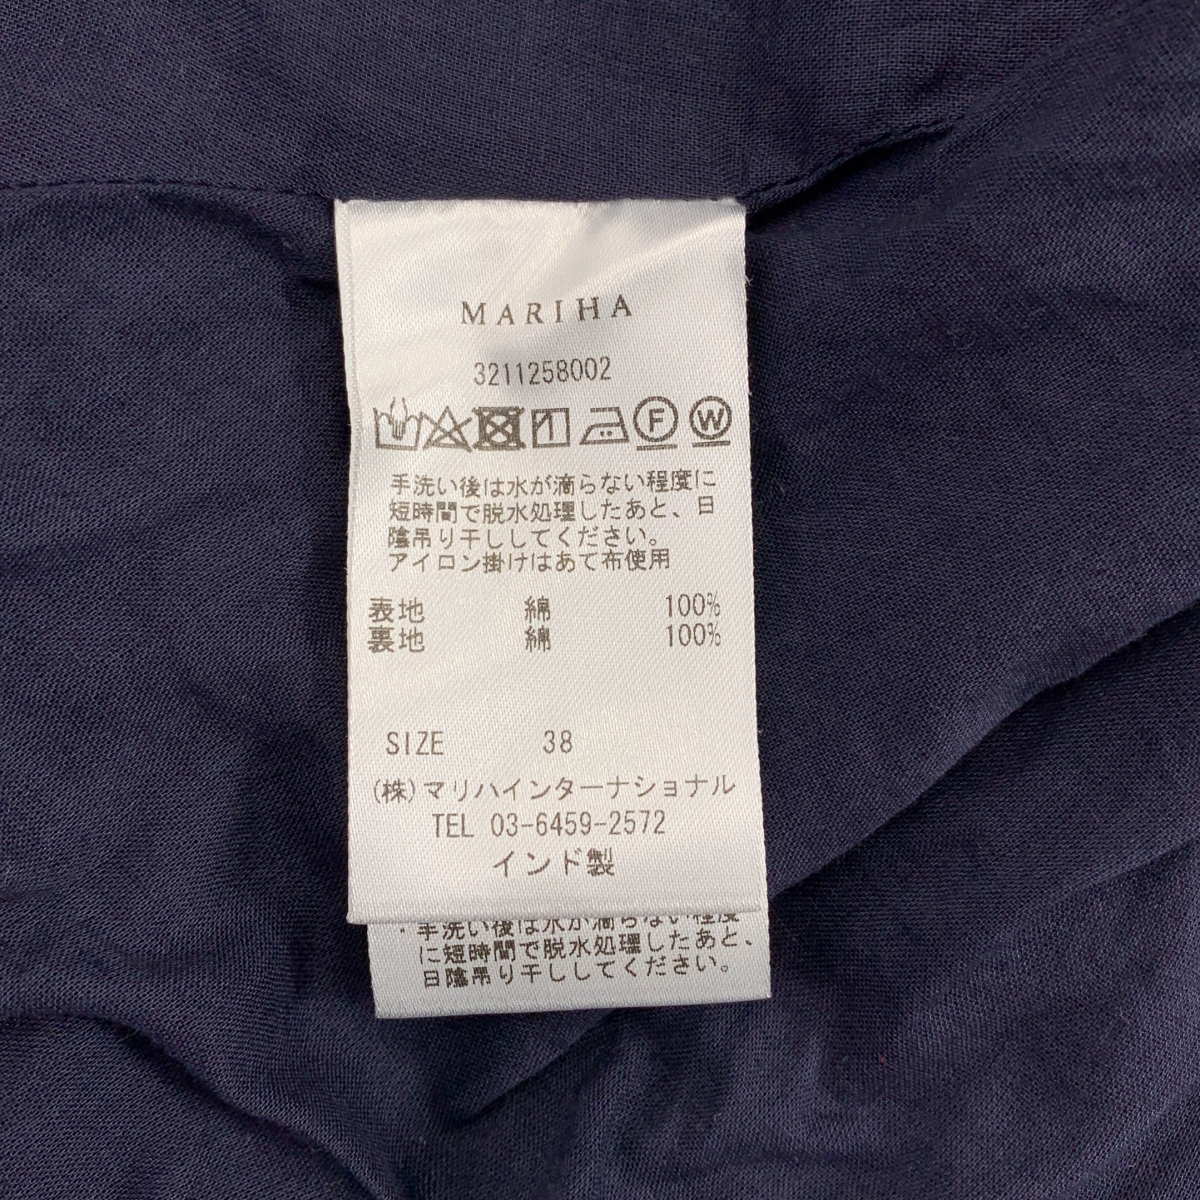 MARIHA
3211258002
F W
手洗い後は水が滴らない程度に
短時間で脱水処理したあと、日
陰吊り干ししてください。
アイロン掛けはあて布使用
表地 綿 100%
裏地 綿 100%
SIZE 38
(株)マリハインターナショナル
TEL 03-6459-2572
インド製
・手洗い後は水が滴らない程度
に短時間で脱水処理したあと、
日陰吊り干ししてください。